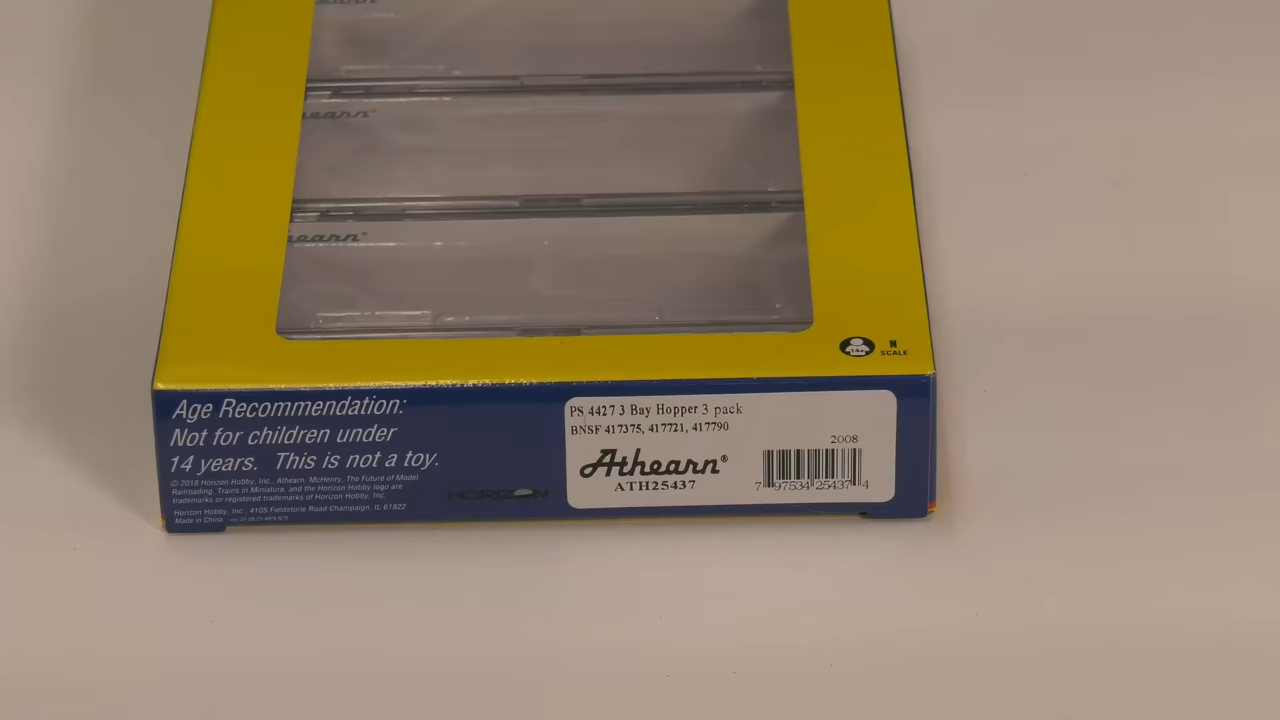 hearn®
hearn®
14+
N
SCALE
Age Recommendation:
Not for children under
14 years. This is not a toy.
© 2018 Horizon Hobby, Inc., Athearn, McHenry, The Future of Model
Railroading, Trains in Miniature, and the Horizon Hobby logo are
trademarks or registered trademarks of Horizon Hobby, Inc.
Horizon Hobby, Inc. 4105 Fieldstone Road Champaign, IL 61822
Made in China
HORIZON
PS 4427 3 Bay Hopper 3 pack
BNSF 417375, 417721, 417790
2008
Athearn®
ATH25437
7 97534 25437 4